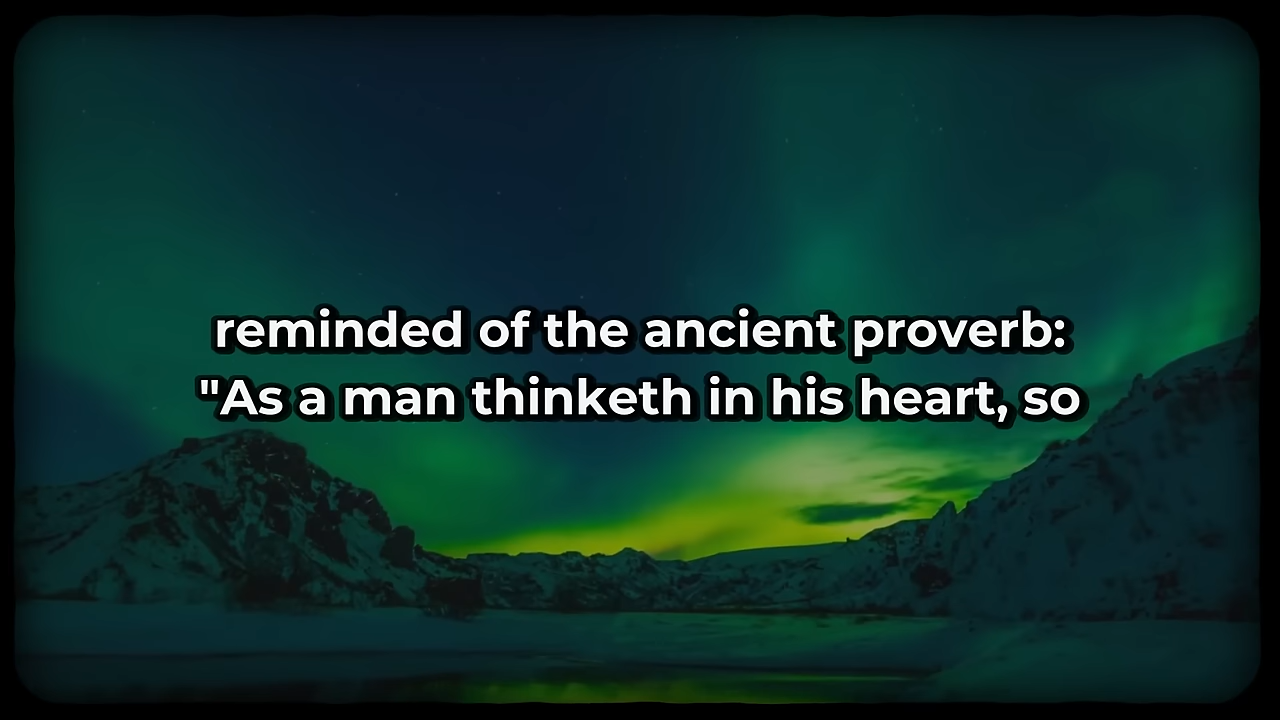 reminded of the ancient proverb:
"As a man thinketh in his heart, so